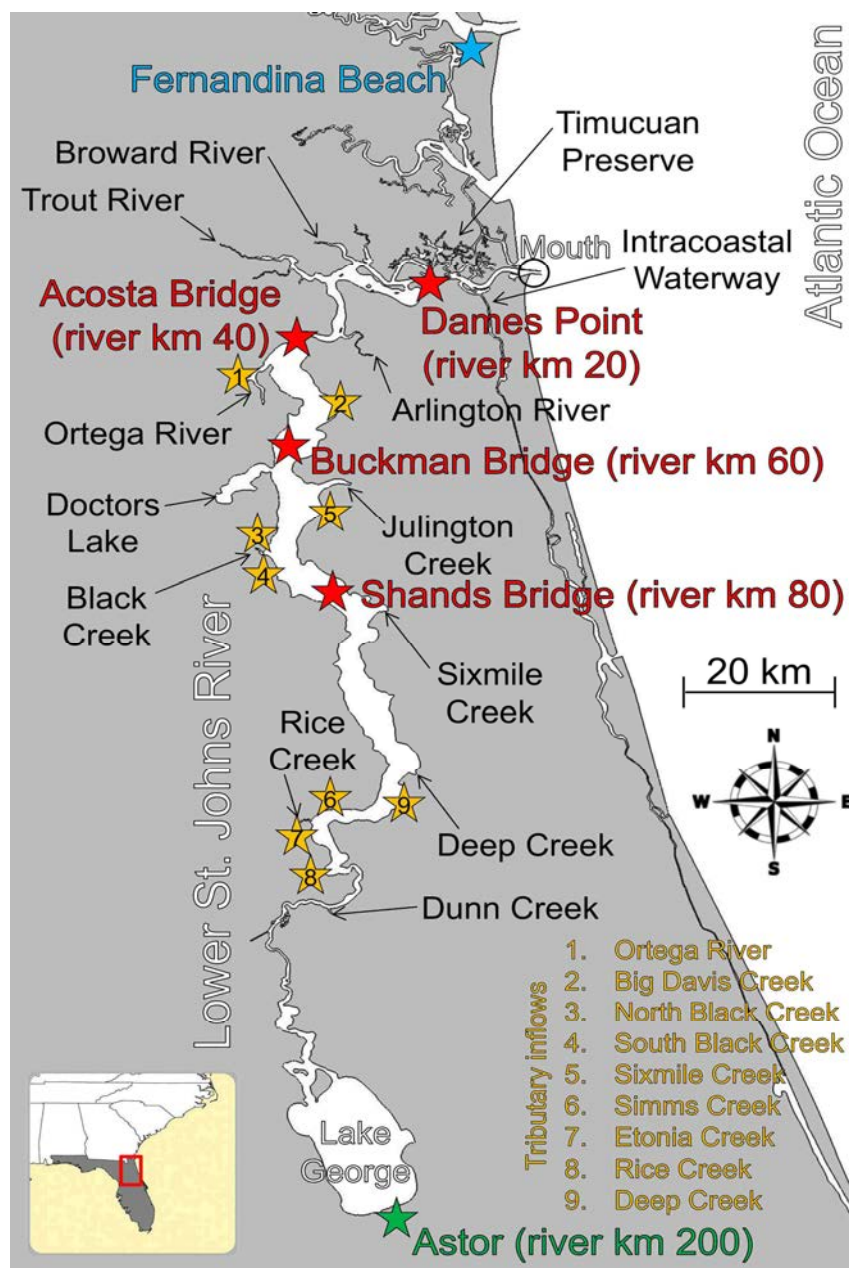 Fernandina Beach
Atlantic Ocean
Timucuan
Preserve
Broward River
Trout River
Mouth
Intracoastal
Waterway
Acosta Bridge
(river km 40)
Dames Point
(river km 20)
1
2
Ortega River
Arlington River
Buckman Bridge (river km 60)
Doctors
Lake
5
Julington
Creek
3
4
Black
Creek
Shands Bridge (river km 80)
Lower St. Johns River
Sixmile
Creek
20 km
Rice
Creek
N
W
E
S
6
9
7
Deep Creek
8
Dunn Creek
Tributary inflows
1. Ortega River
2. Big Davis Creek
3. North Black Creek
4. South Black Creek
5. Sixmile Creek
6. Simms Creek
7. Etonia Creek
8. Rice Creek
9. Deep Creek
Lake
George
Astor (river km 200)